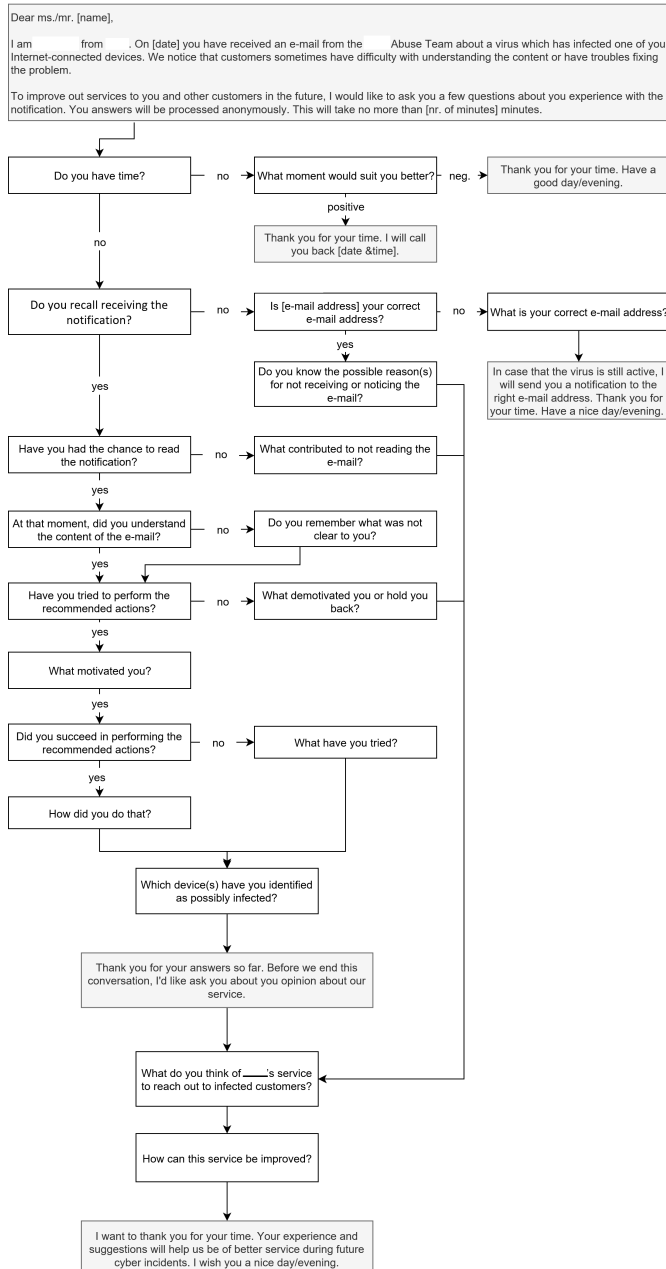 Dear ms./mr. [name],
I am from . On [date] you have received an e-mail from the Abuse Team about a virus which has infected one of you
Internet-connected devices. We notice that customers sometimes have difficulty with understanding the content or have troubles fixing
the problem.
To improve out services to you and other customers in the future, I would like to ask you a few questions about you experience with the
notification. You answers will be processed anonymously. This will take no more than [nr. of minutes] minutes.
Do you have time?
no
What moment would suit you better?
neg.
Thank you for your time. Have a
good day/evening.
positive
Thank you for your time. I will call
you back [date &time].
no
Do you recall receiving the
notification?
no
Is [e-mail address] your correct
e-mail address?
no
What is your correct e-mail address?
yes
Do you know the possible reason(s)
for not receiving or noticing the
e-mail?
In case that the virus is still active, I
will send you a notification to the
right e-mail address. Thank you for
your time. Have a nice day/evening.
yes
Have you had the chance to read
the notification?
no
What contributed to not reading the
e-mail?
yes
At that moment, did you understand
the content of the e-mail?
no
Do you remember what was not
clear to you?
yes
Have you tried to perform the
recommended actions?
no
What demotivated you or hold you
back?
yes
What motivated you?
yes
Did you succeed in performing the
recommended actions?
no
What have you tried?
yes
How did you do that?
Which device(s) have you identified
as possibly infected?
Thank you for your answers so far. Before we end this
conversation, I'd like ask you about you opinion about our
service.
What do you think of ____'s service
to reach out to infected customers?
How can this service be improved?
I want to thank you for your time. Your experience and
suggestions will help us be of better service during future
cyber incidents. I wish you a nice day/evening.